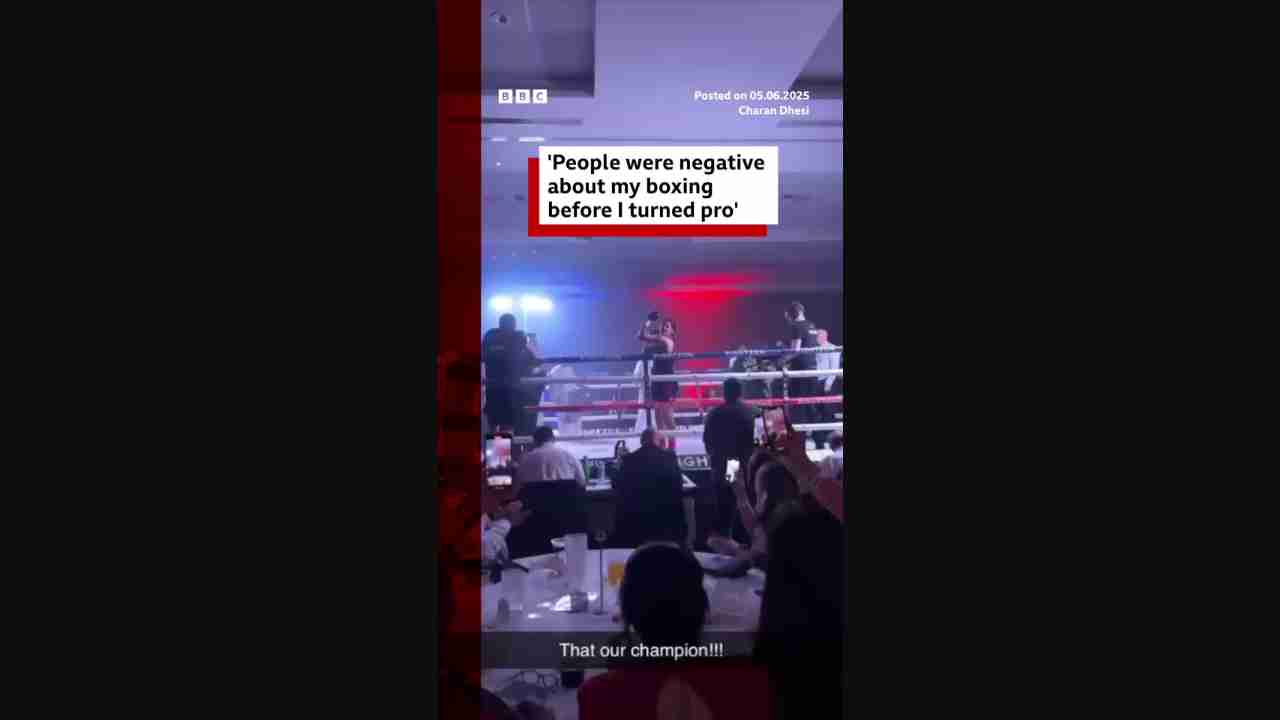 BBC
Posted on 05.06.2025
Charan Dhesi
'People were negative
about my boxing
before I turned pro'
That our champion!!!